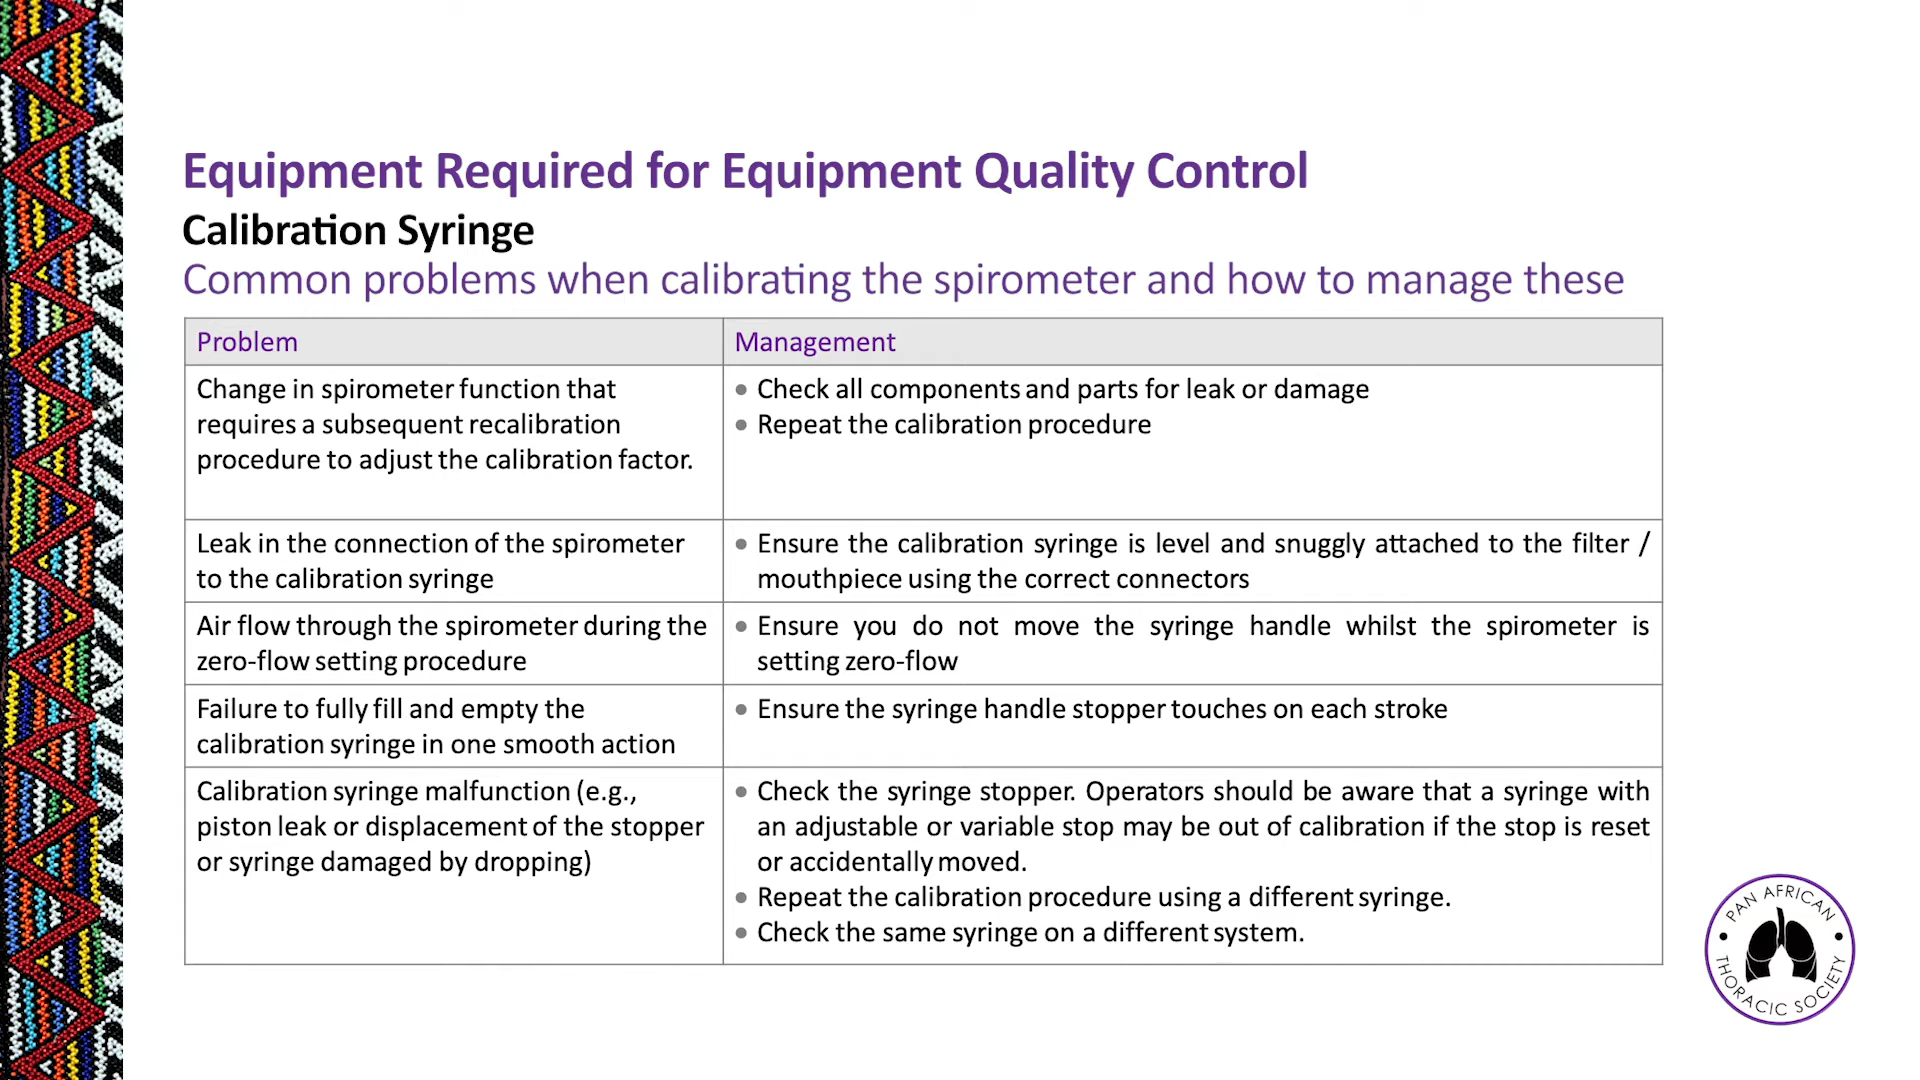 Equipment Required for Equipment Quality Control
Calibration Syringe
Common problems when calibrating the spirometer and how to manage these
Problem
Management
Change in spirometer function that
requires a subsequent recalibration
procedure to adjust the calibration factor.
• Check all components and parts for leak or damage
• Repeat the calibration procedure
Leak in the connection of the spirometer
to the calibration syringe
• Ensure the calibration syringe is level and snuggly attached to the filter /
mouthpiece using the correct connectors
Air flow through the spirometer during the
zero-flow setting procedure
• Ensure you do not move the syringe handle whilst the spirometer is
setting zero-flow
Failure to fully fill and empty the
calibration syringe in one smooth action
• Ensure the syringe handle stopper touches on each stroke
Calibration syringe malfunction (e.g.,
piston leak or displacement of the stopper
or syringe damaged by dropping)
• Check the syringe stopper. Operators should be aware that a syringe with
an adjustable or variable stop may be out of calibration if the stop is reset
or accidentally moved.
• Repeat the calibration procedure using a different syringe.
• Check the same syringe on a different system.
PAN AFRICAN
THORACIC SOCIETY